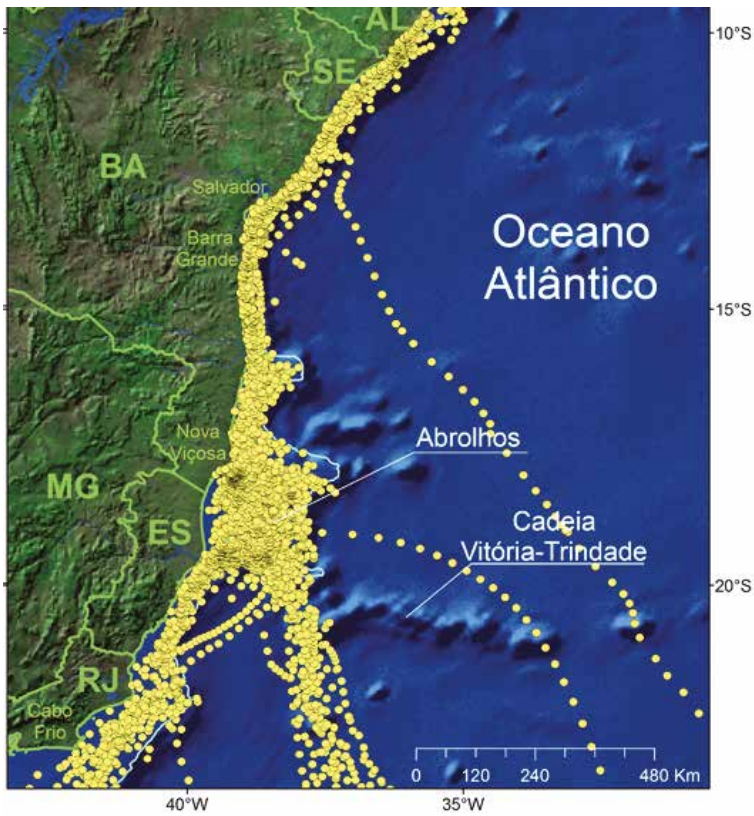 AL
10°S
SE
BA
Salvador
Barra
Grande
Oceano
Atlântico
15°S
Nova
Viçosa
Abrolhos
MG
ES
Cadeia
Vitória-Trindade
20°S
RJ
Cabo
Frio
0 120 240 480 Km
40°W 35°W